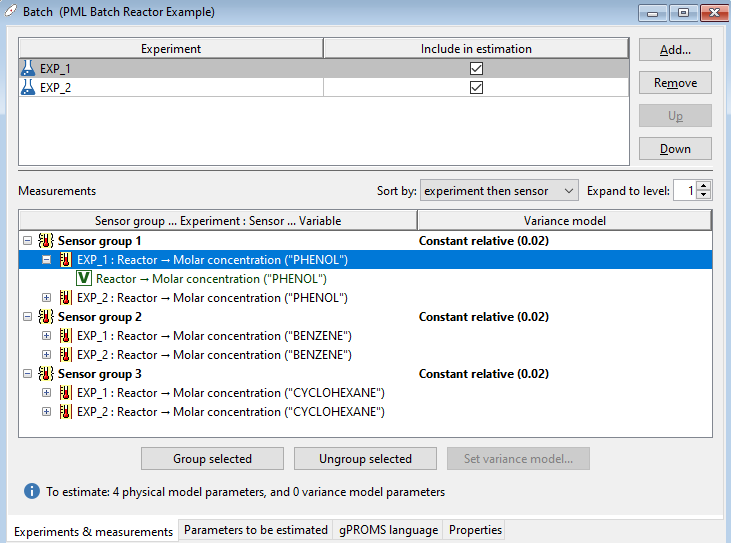 Batch (PML Batch Reactor Example)
Experiment Include in estimation Add...
EXP_1
EXP_2 Remove
Up
Down
Measurements Sort by: experiment then sensor Expand to level: 1
Sensor group ... Experiment : Sensor ... Variable Variance model
Sensor group 1 Constant relative (0.02)
EXP_1 : Reactor → Molar concentration ("PHENOL")
V Reactor → Molar concentration ("PHENOL")
EXP_2 : Reactor → Molar concentration ("PHENOL")
Sensor group 2 Constant relative (0.02)
EXP_1 : Reactor → Molar concentration ("BENZENE")
EXP_2 : Reactor → Molar concentration ("BENZENE")
Sensor group 3 Constant relative (0.02)
EXP_1 : Reactor → Molar concentration ("CYCLOHEXANE")
EXP_2 : Reactor → Molar concentration ("CYCLOHEXANE")
Group selected Ungroup selected Set variance model...
To estimate: 4 physical model parameters, and 0 variance model parameters
Experiments & measurements Parameters to be estimated gPROMS language Properties